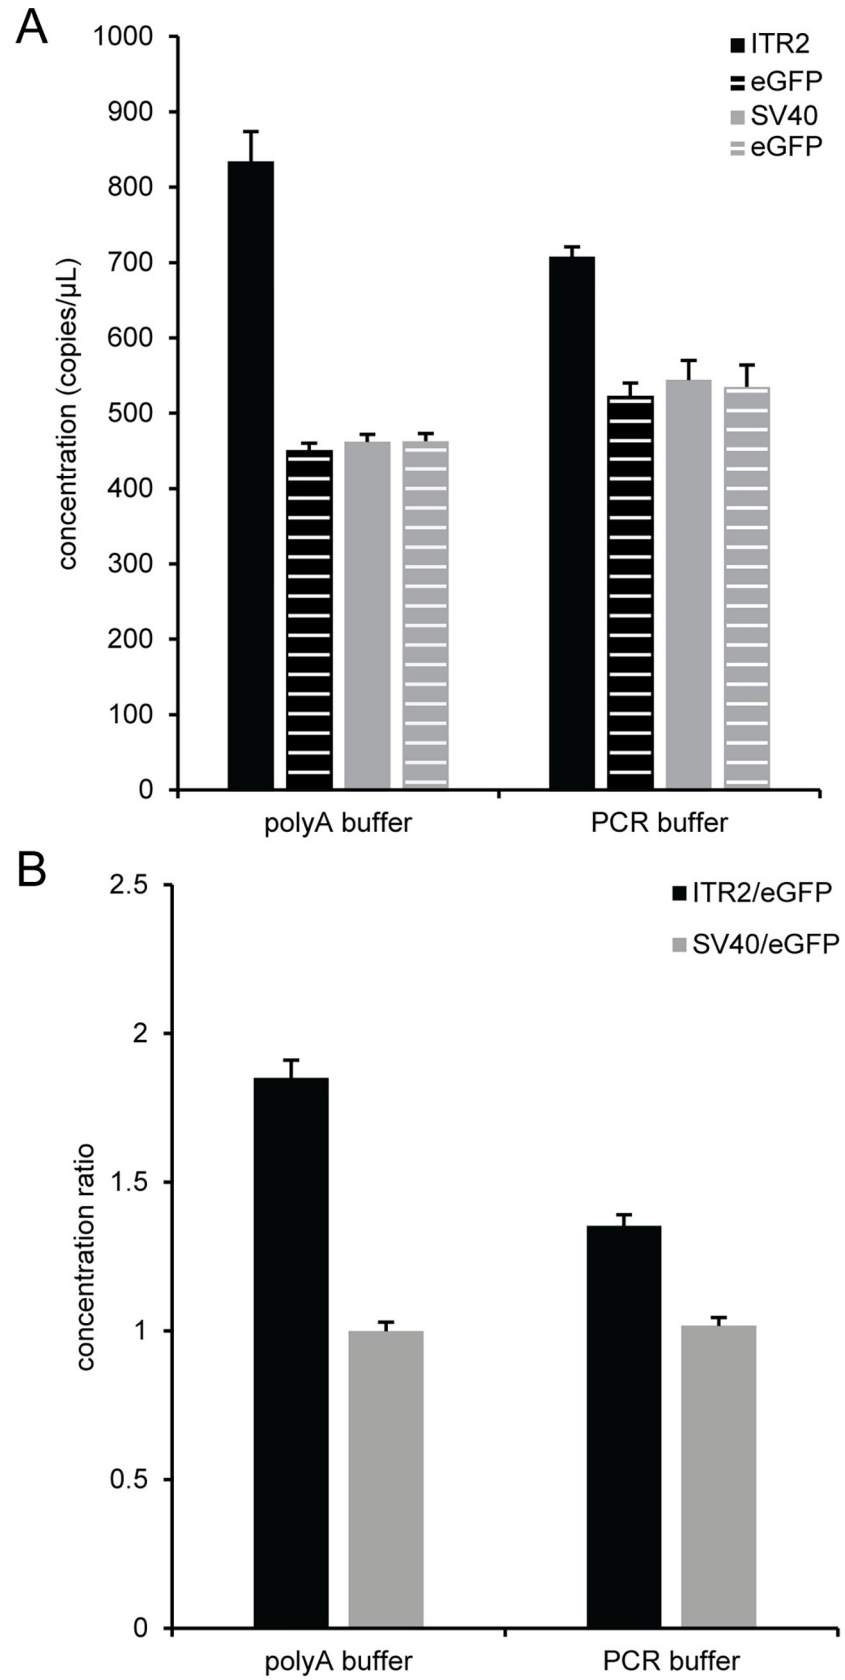 A
1000
900
800
700
600
500
400
300
200
100
0
concentration (copies/µL)
ITR2
eGFP
SV40
eGFP
polyA buffer
PCR buffer
B
2.5
2
1.5
1
0.5
0
concentration ratio
ITR2/eGFP
SV40/eGFP
polyA buffer
PCR buffer